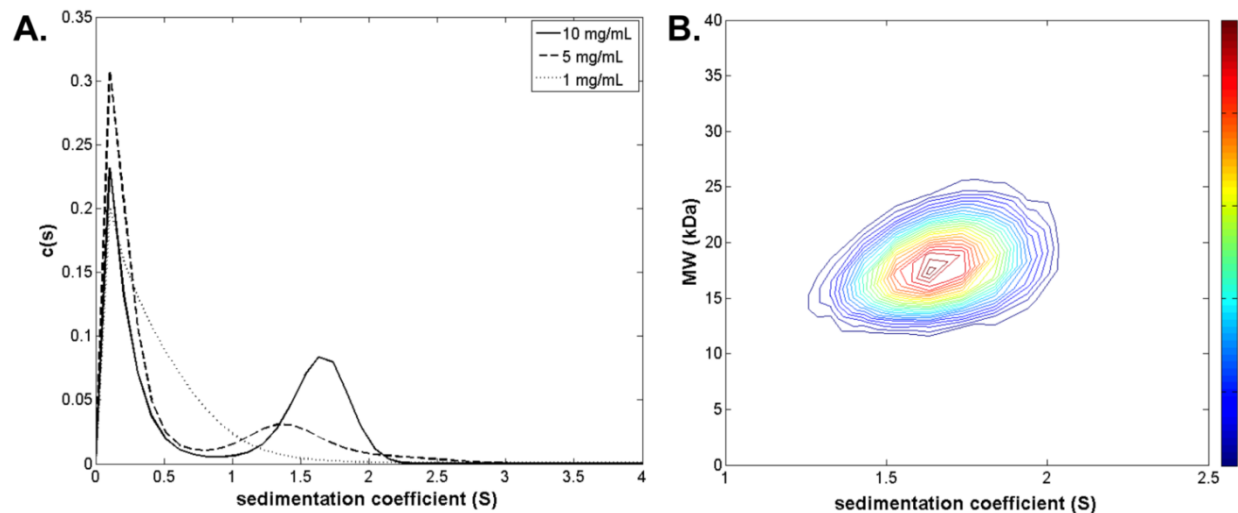 A.
0.35
0.3
0.25
0.2
0.15
0.1
0.05
0
c(s)
10 mg/mL
5 mg/mL
1 mg/mL
0 0.5 1 1.5 2 2.5 3 3.5 4
sedimentation coefficient (S)
B.
40
35
30
25
20
15
10
5
0
MW (kDa)
1 1.5 2 2.5
sedimentation coefficient (S)